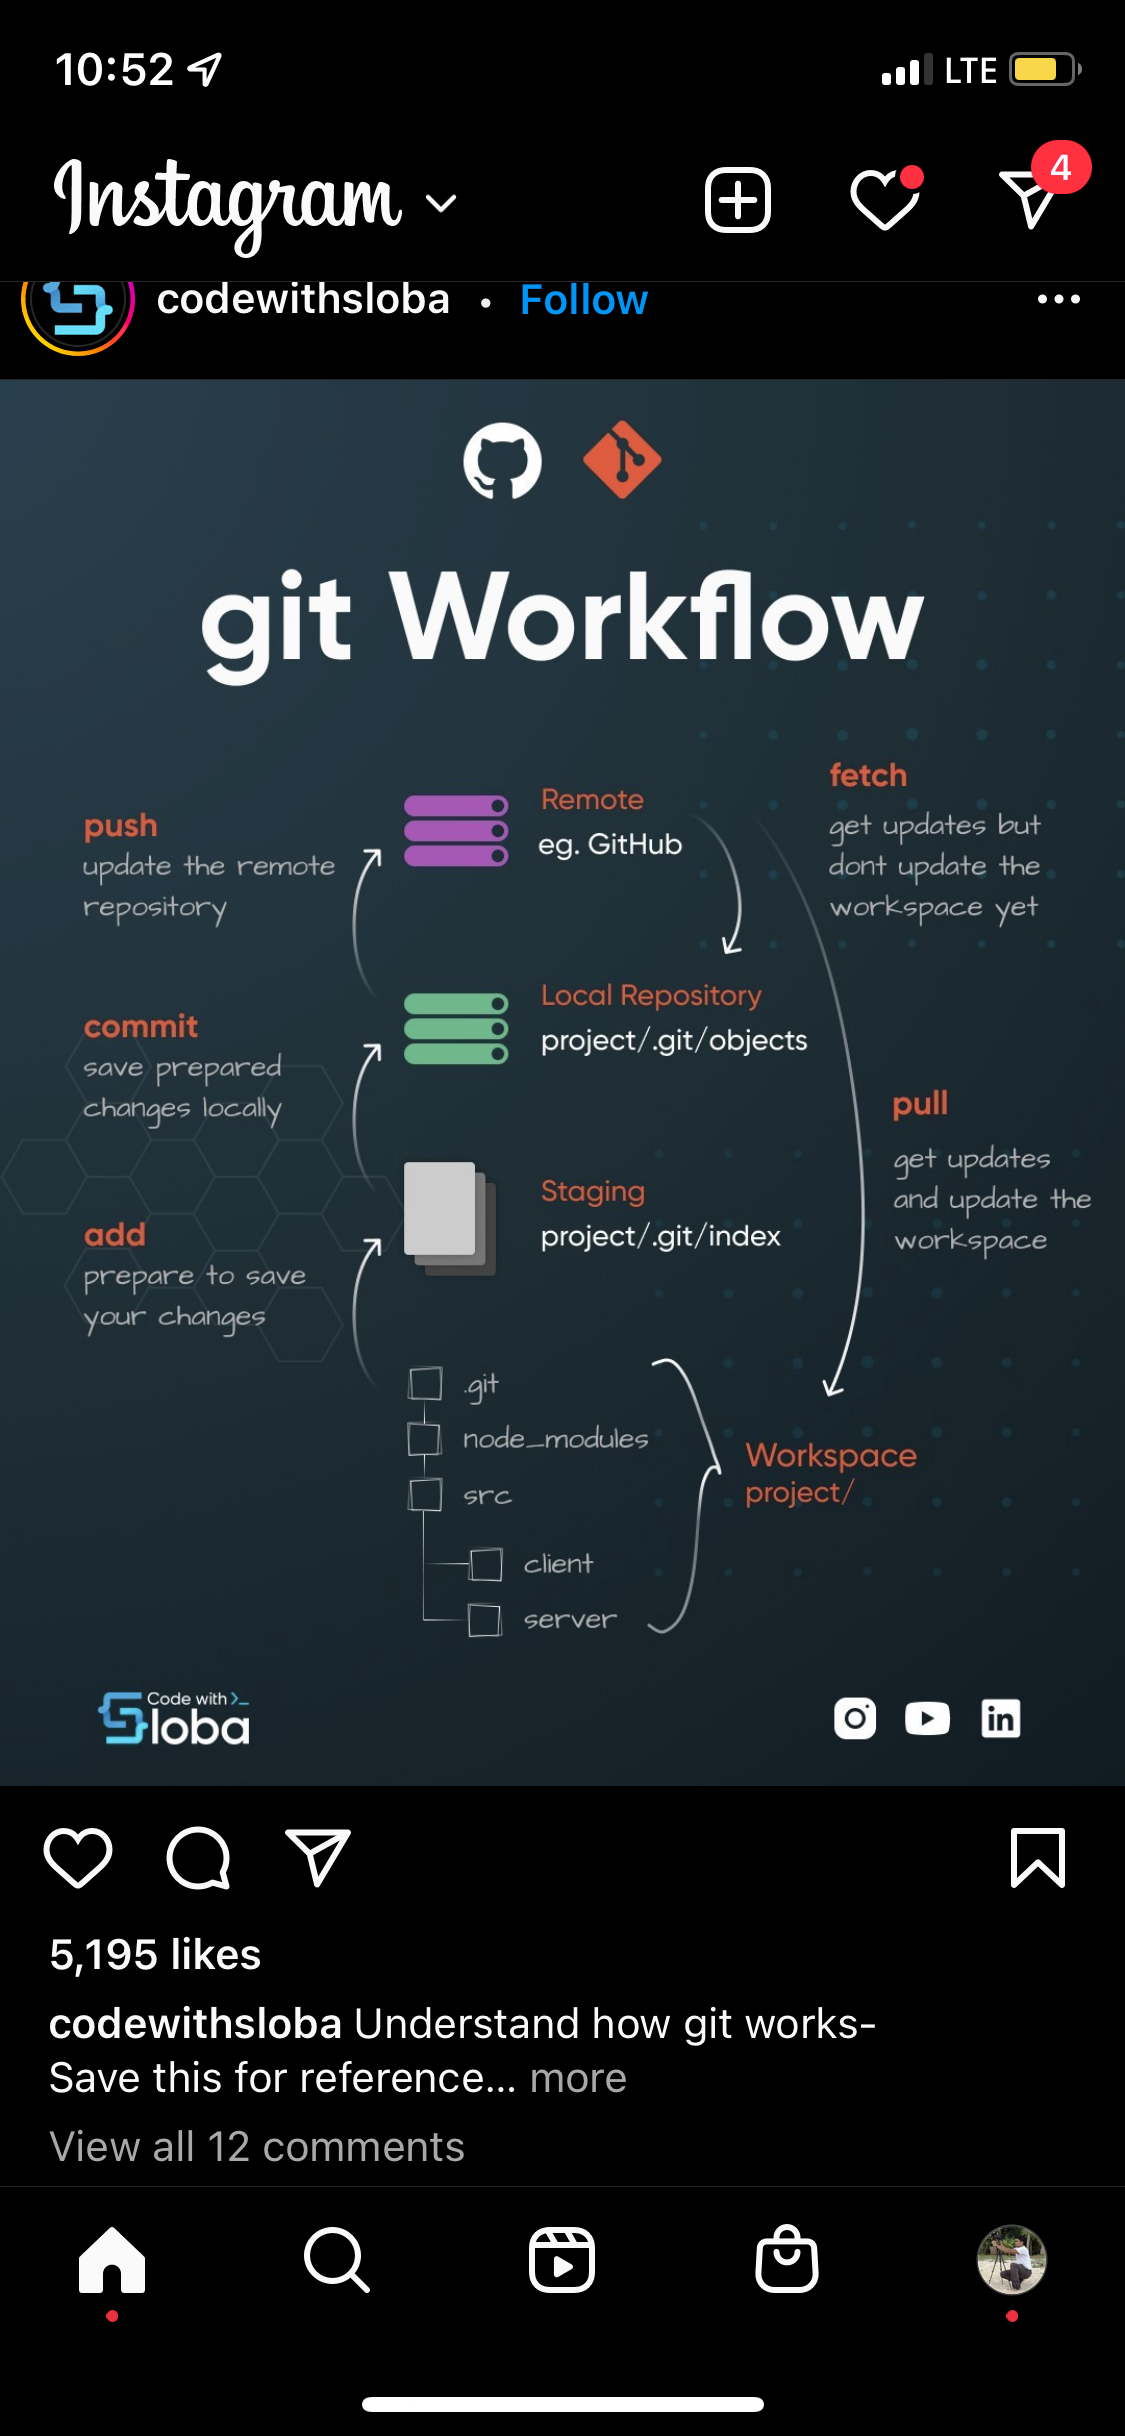 10:52
LTE
Instagram
4
codewithsloba • Follow
git Workflow
push
update the remote
repository
Remote
eg. GitHub
fetch
get updates but
dont update the
workspace yet
commit
save prepared
changes locally
Local Repository
project/.git/objects
pull
get updates
and update the
workspace
add
prepare to save
your changes
Staging
project/.git/index
.git
node_modules
src
client
server
Workspace
project/
Code with >_
Sloba
in
5,195 likes
codewithsloba Understand how git works-
Save this for reference... more
View all 12 comments